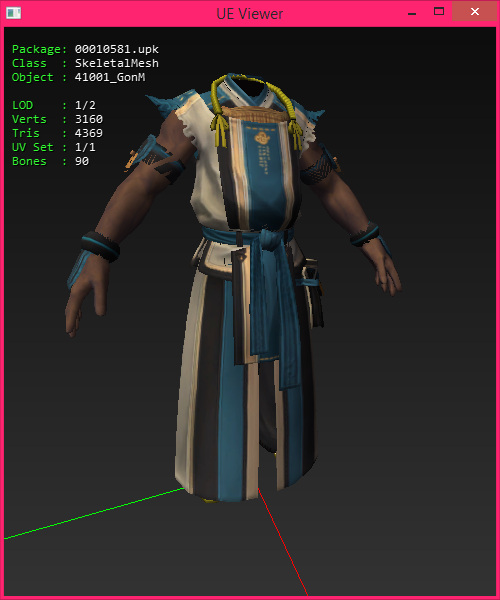 UE Viewer
Package: 00010581.upk
Class : SkeletalMesh
Object : 41001_GonM
LOD : 1/2
Verts : 3160
Tris : 4369
UV Set : 1/1
Bones : 90